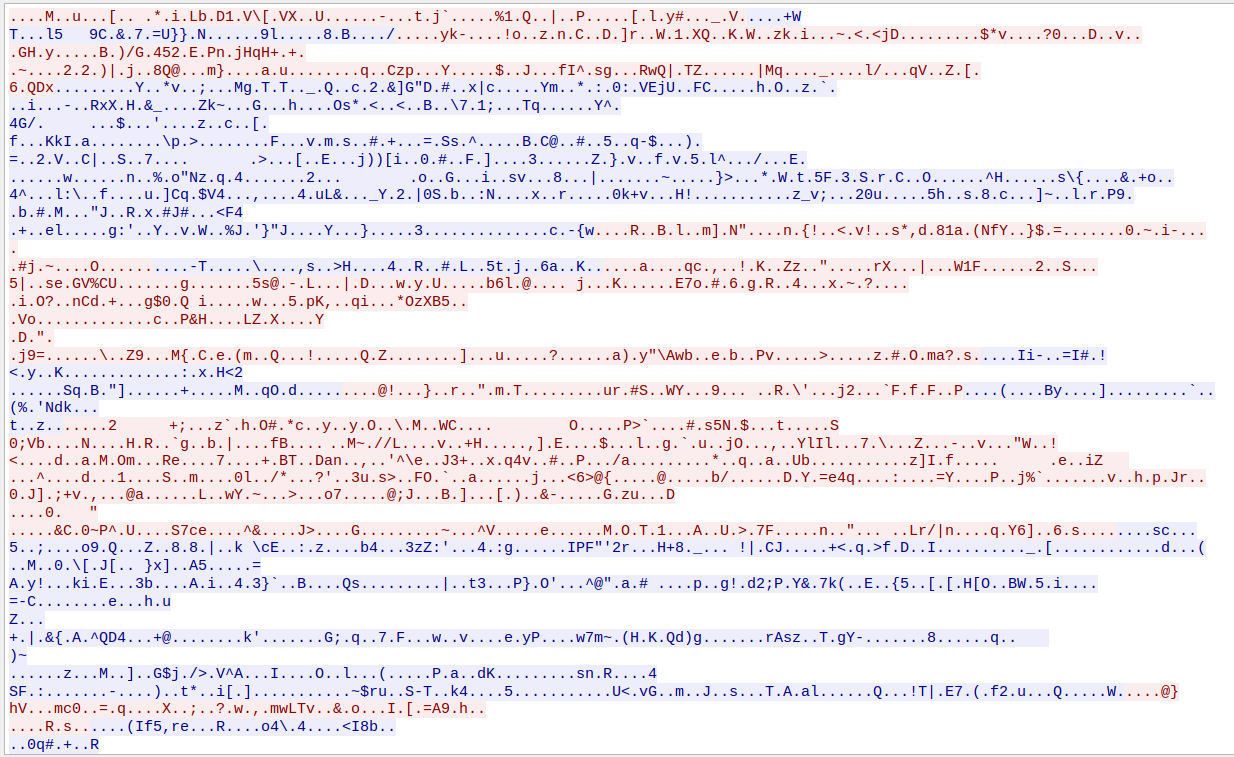 ....M..u...[.. ...*.i.Lb.D1.V\[.VX..U......-...t.j`.....%1.Q..|..P.....[.l.y#..._.V.....+W
T...l5   9C.&.7.=U}}.N......9l.....8.B..../.....yk-....!o..z.n.C..D.]r..W.1.XQ..K.W..zk.i...~.<.<jD.........$*v....?0...D..v..
.GH.y.....B.)/G.452.E.Pn.jHqH+.+.
.~....2.2.)|.j..8Q@...m}....a.u........q..Czp...Y.....$..J...fI^.sg...RwQ|.TZ......|Mq...._....l/...qV..Z.[.
6.QDx.........Y..*v..;...Mg.T.T.._.Q..c.2.&]G"D.#..x|c.....Ym..*.:.0:.VEjU..FC.....h.O..z.`.
..i...-..RxX.H.&_....Zk~...G...h....Os*.<..<..B..\7.1;...Tq......Y^.
4G/.     ...$...'....z..c..[.
f...KkI.a........\p.>........F...v.m.s..#.+...=.Ss.^.....B.C@..#..5..q-$...).
=..2.V..C|..S..7....       .>...[..E...j))[i..0.#..F.]....3......Z.}.v..f.v.5.l^.../...E.
......w......n..%.o"Nz.q.4.......2...        .o..G...i..sv...8...|.......~.....}>...*.W.t.5F.3.S.r.C..O......^H......s\{....&.+o..
4^...l:\..f....u.]Cq.$V4...,....4.uL&..._Y.2.|0S.b..:N....x..r.....0k+v...H!...........z_v;...20u.....5h..s.8.c...]~..l.r.P9.
.b.#.M..."J..R.x.#J#...<F4
.+..el.....g:'..Y..v.W..%J.'}"J....Y...}.....3..............c.-{w....R..B.l..m].N"....n.{!..<.v!..s*,d.81a.(NfY..}$.=.......0.~.i-...
.
.#j.~....O..........-T.....\....,s..>H....4..R..#.L..5t.j..6a..K......a....qc.,..!.K..Zz..".....rX...|...W1F......2..S...
5|..se.GV%CU.......g.......5s@.-.L...|.D...w.y.U.....b6l.@.... j...K......E7o.#.6.g.R..4...x.~.?....
.i.O?..nCd.+...g$0.Q i.....w...5.pK,..qi...*OzXB5..
.Vo.............c..P&H....LZ.X....Y
.D.".
.j9=......\..Z9...M{.C.e.(m..Q...!.....Q.Z........]...u.....?......a).y"\Awb..e.b..Pv.....>.....z.#.O.ma?.s.....Ii-..=I#.!
<.y..K.............:.x.H<2
......Sq.B."]......+.....M..qO.d.........@!...}..r..".m.T.........ur.#S..WY...9...  ..R.\'...j2...`F.f.F..P....(....By....].........`..
(%.'Ndk...
t..z.......2      +;...z`.h.O#.*c..y..y.O..\.M..WC....         O.....P>`....#.s5N.$...t.....S
0;Vb....N....H.R..`g..b.|....fB.... ..M~.//L....v..+H.....,].E....$...l..g.`.u..jO...,..YlIl...7.\...Z...-..v..."W..!
<....d..a.M.Om...Re....7....+.BT..Dan..,..'^\e..J3+..x.q4v..#..P.../a.........*..q..a..Ub...........z]I.f.....      .e..iZ
...^....d...1....S..m....0l../*...?'..3u.s>..FO.`..a......j...<6>@{.....@.....b/......D.Y.=e4q....:....=Y....P..j%`.......v..h.p.Jr..
0.J].;+v.,...@a......L..wY.~...>...o7.....@;J...B.]...[.)..&-.....G.zu...D
....0.   "
.....&C.0~P^.U....S7ce....^&....J>....G.........~...^V.....e......M.O.T.1...A..U.>.7F.....n.."... ..Lr/|n....q.Y6]..6.s........sc...
5..;....o9.Q...Z..8.8.|..k \cE..:.z....b4...3zZ:'...4.:g......IPF"'2r...H+8._... !|.CJ.....+<.q.>f.D..I.........._.[............d...(
..M..0.\[.J[.. }x]..A5.....=
A.y!...ki.E...3b....A.i..4.3}`..B....Qs.........|..t3...P}.O'...^@".a.# ....p..g!.d2;P.Y&.7k(..E..{5..[.[.H[O..BW.5.i....
=-C........e...h.u
Z...
+.|.&{.A.^QD4...+@........k'.......G;.q..7.F...w..v....e.yP....w7m~.(H.K.Qd)g.......rAsz..T.gY-.......8......q..
)~
......z...M..]..G$j./>.V^A...I....O..l...(.....P.a..dK.........sn.R....4
SF.:.......-....)..t*..i[.]...........~$ru..S-T..k4....5...........U<.vG..m..J..s...T.A.al......Q...!T|.E7.(.f2.u...Q.....W.....@}
hV...mc0..=.q....X..;..?.w.,.mwLTv..&.o...I.[.=A9.h..
....R.s......(If5,re...R....o4\.4....<I8b..
..0q#.+..R